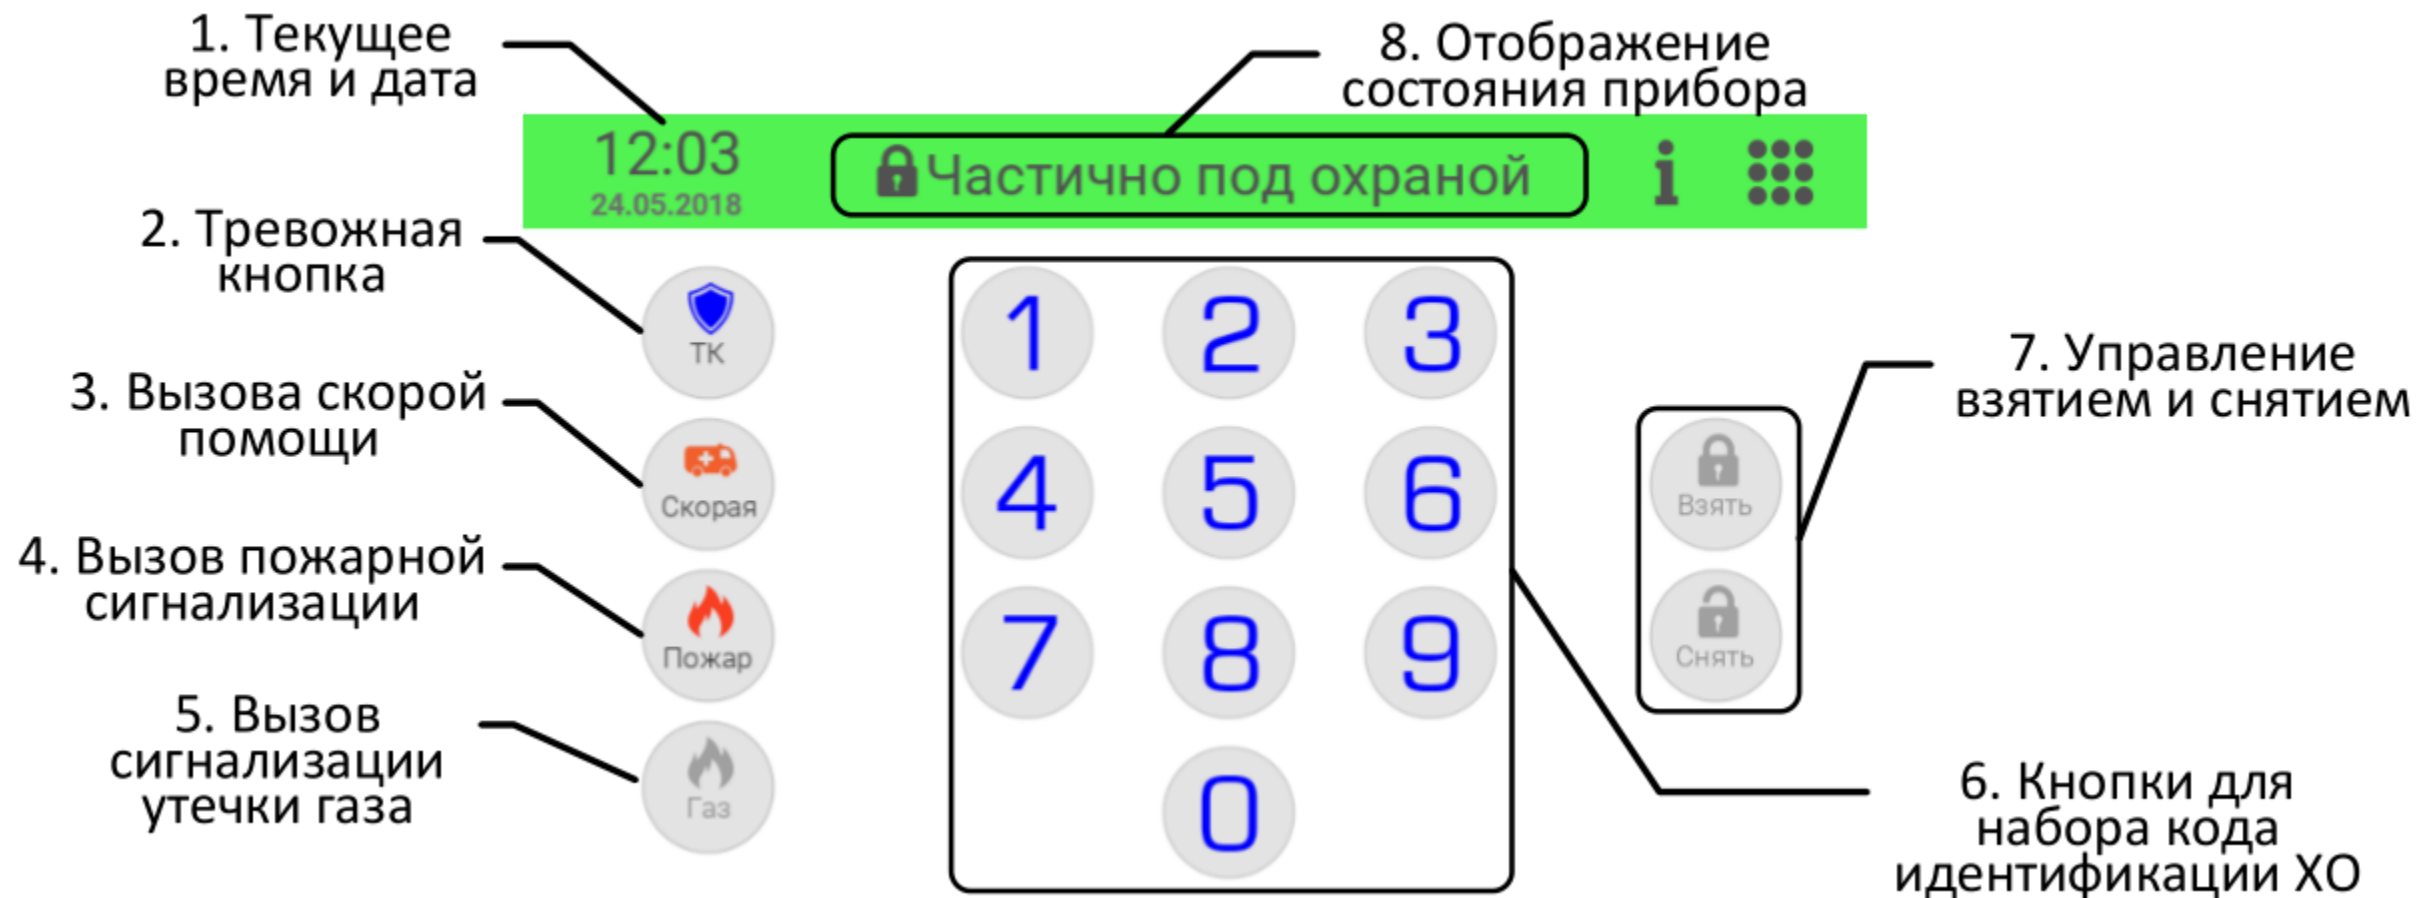 1. Текущее
время и дата
8. Отображение
состояния прибора
12:03
24.05.2018
Частично под охраной
i
2. Тревожная
кнопка
ТК
3. Вызова скорой
помощи
Скорая
4. Вызов пожарной
сигнализации
Пожар
5. Вызов
сигнализации
утечки газа
Газ
1 2 3
4 5 6
7 8 9
0
7. Управление
взятием и снятием
Взять
Снять
6. Кнопки для
набора кода
идентификации ХО